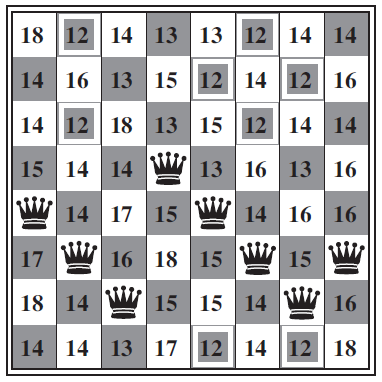 18 12 14 13 13 12 14 14
14 16 13 15 12 14 12 16
14 12 18 13 15 12 14 14
15 14 14 13 16 13 16
14 17 15 14 16 16
17 16 18 15 15
18 14 15 15 14 16
14 14 13 17 12 14 12 18